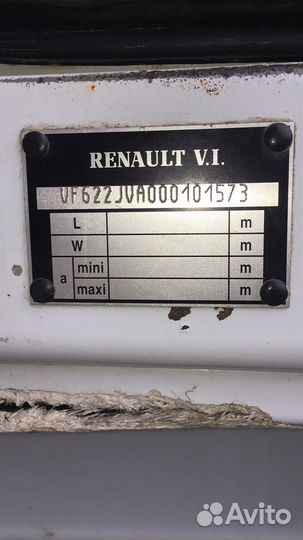 RENAULT V.I.
VF622JVA000101573
L m
W m
a mini m
maxi m
Avito